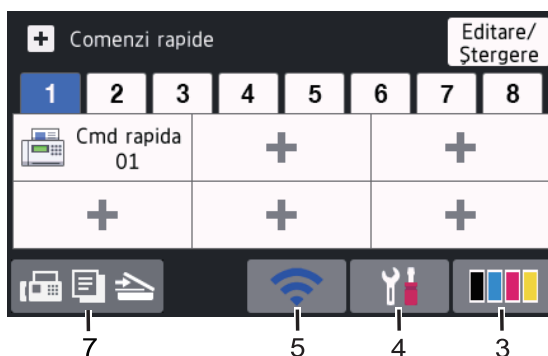 Comenzi rapide
Editare/
Ștergere
1 2 3 4 5 6 7 8
Cmd rapida
01
7 5 4 3